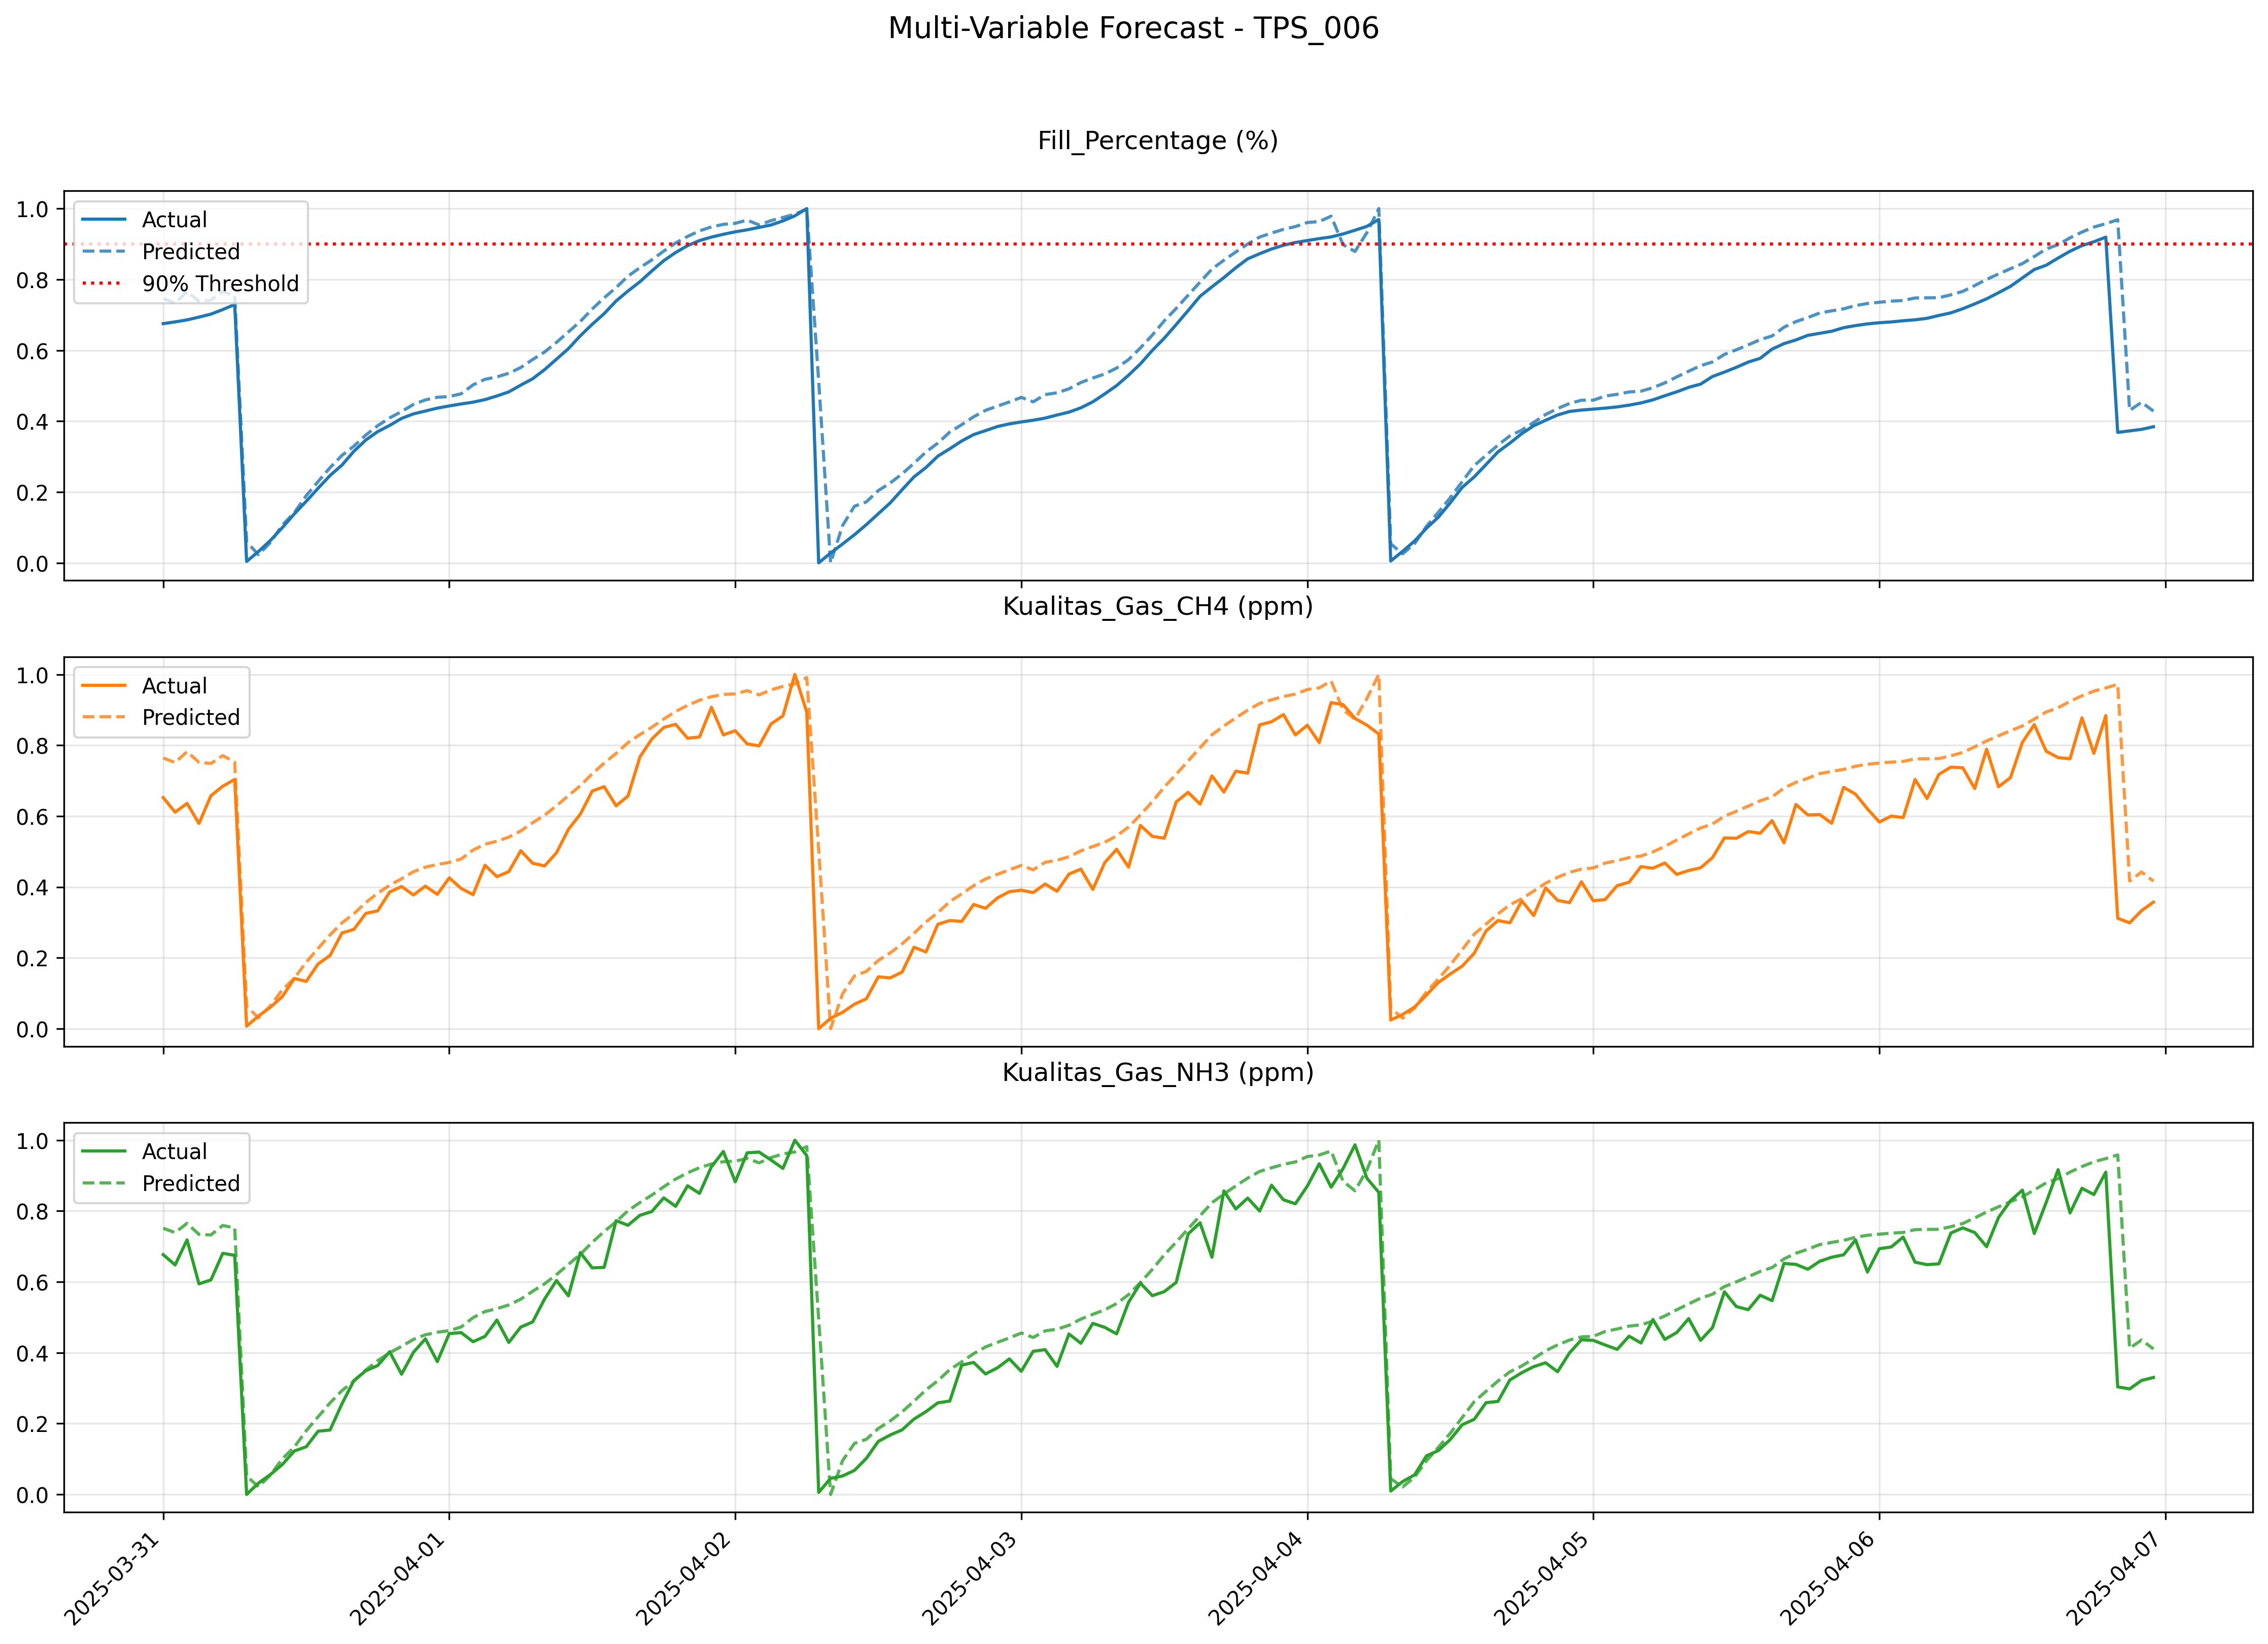 Multi-Variable Forecast - TPS_006
Fill_Percentage (%)
1.0
0.8
0.6
0.4
0.2
0.0
Actual
Predicted
90% Threshold
Kualitas_Gas_CH4 (ppm)
1.0
0.8
0.6
0.4
0.2
0.0
Actual
Predicted
Kualitas_Gas_NH3 (ppm)
1.0
0.8
0.6
0.4
0.2
0.0
Actual
Predicted
2025-03-31
2025-04-01
2025-04-02
2025-04-03
2025-04-04
2025-04-05
2025-04-06
2025-04-07